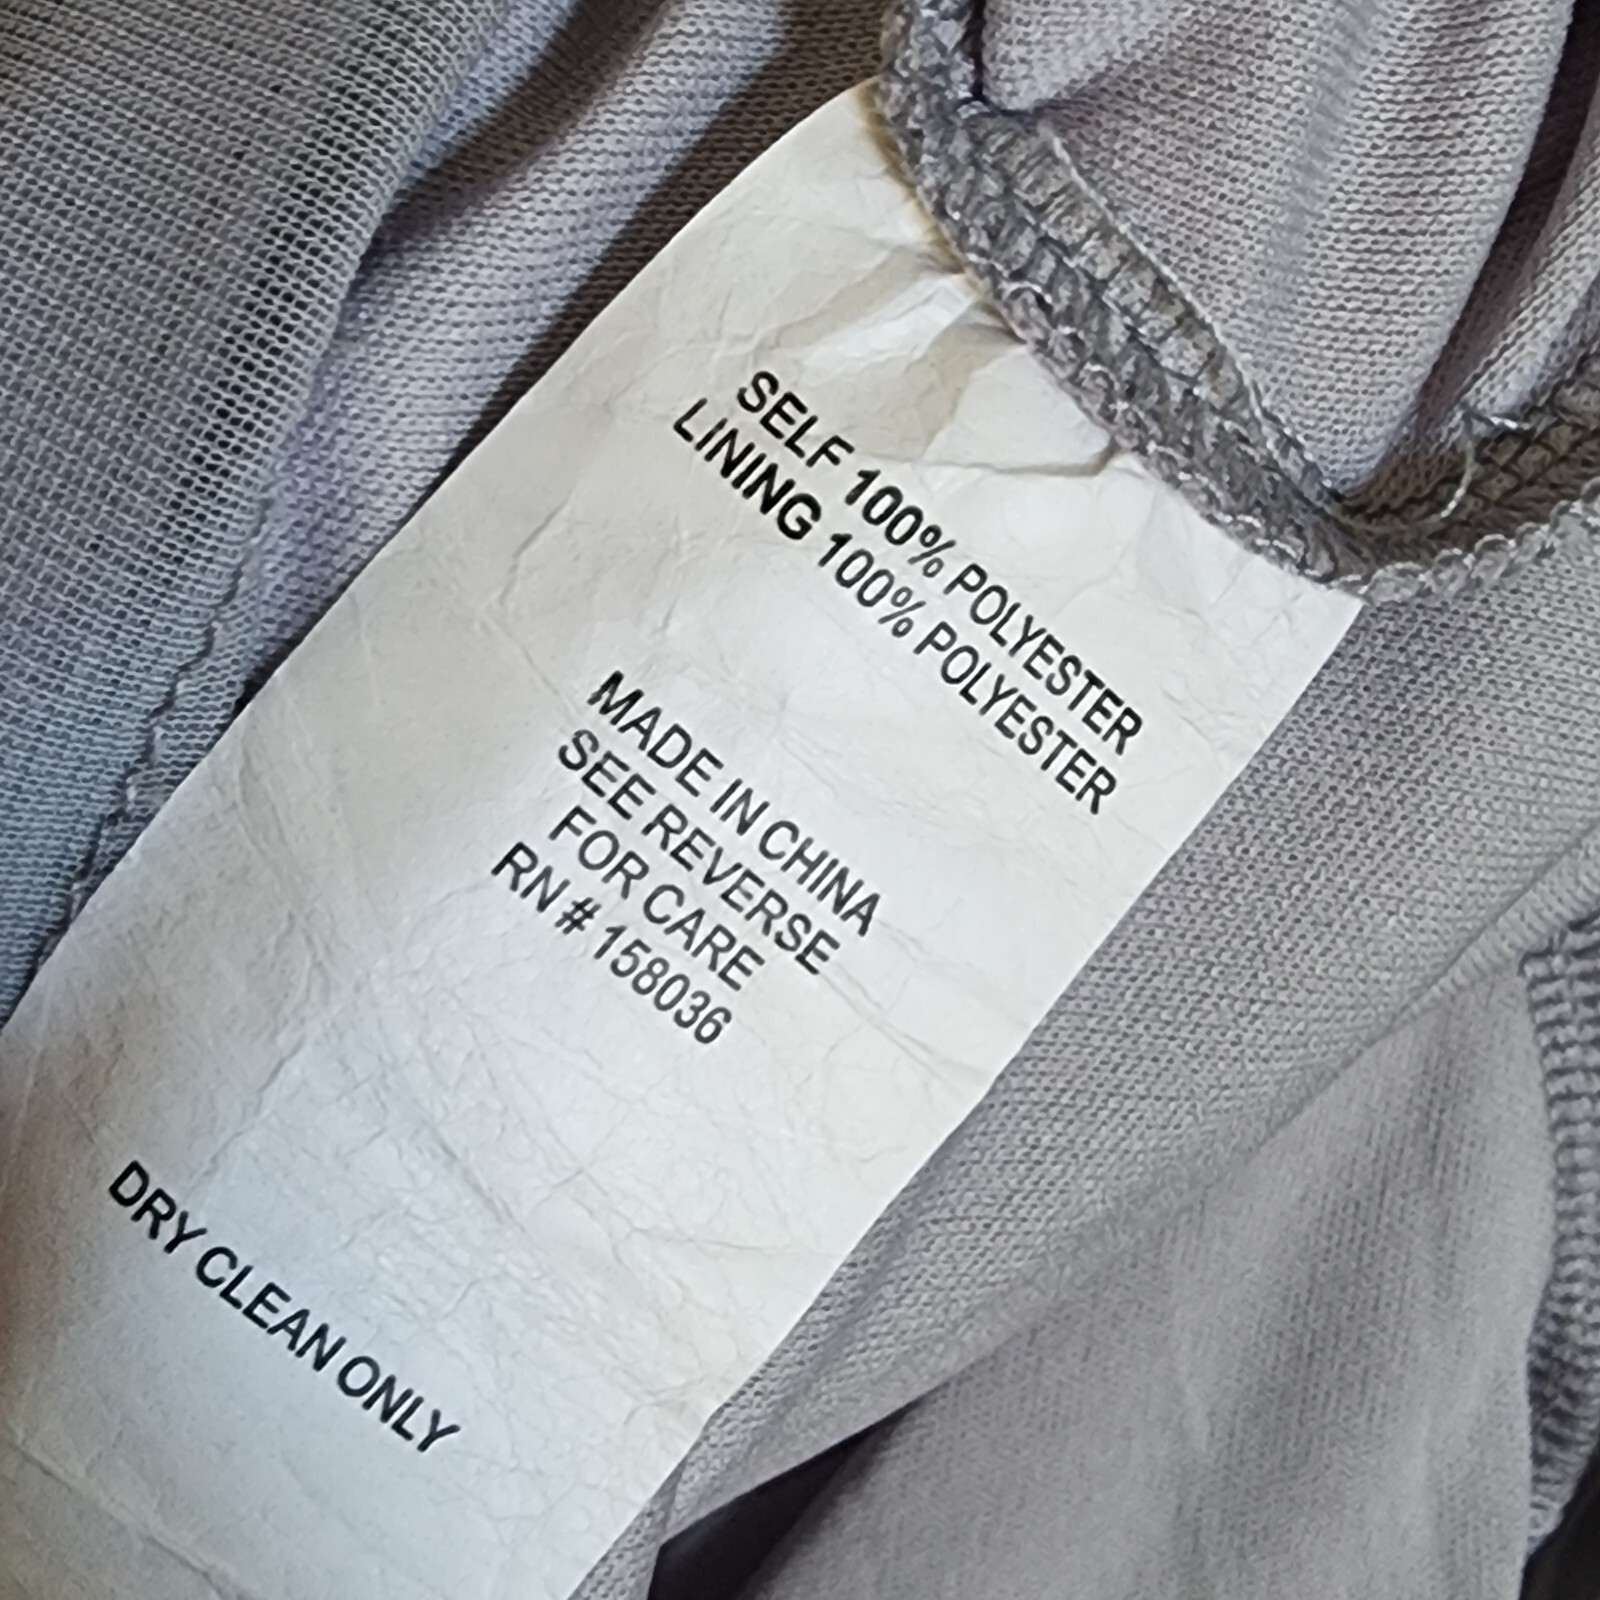 SELF 100% POLYESTER
LINING 100% POLYESTER
MADE IN CHINA
SEE REVERSE
FOR CARE
RN # 158036
DRY CLEAN ONLY